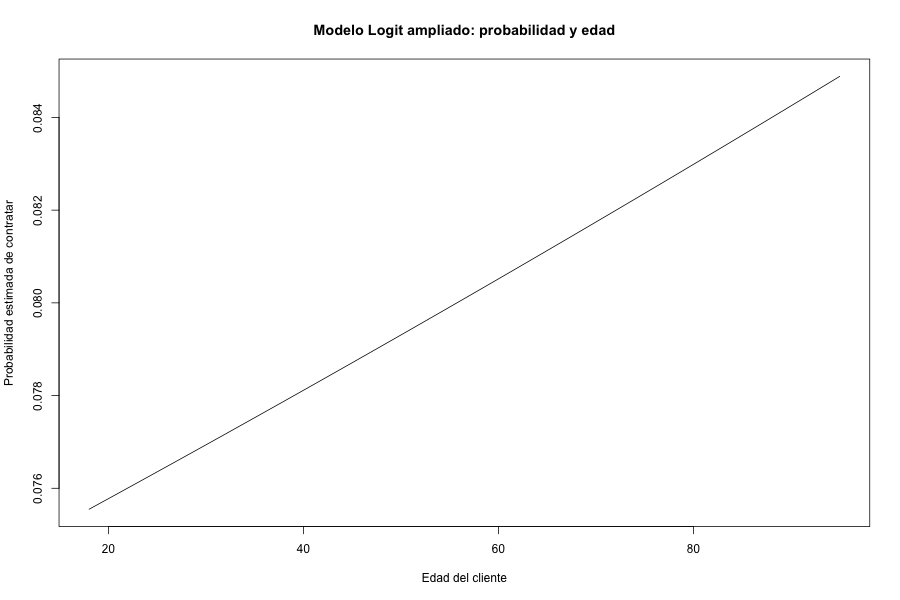 Modelo Logit ampliado: probabilidad y edad
Probabilidad estimada de contratar
0.084
0.082
0.080
0.078
0.076
20 40 60 80
Edad del cliente